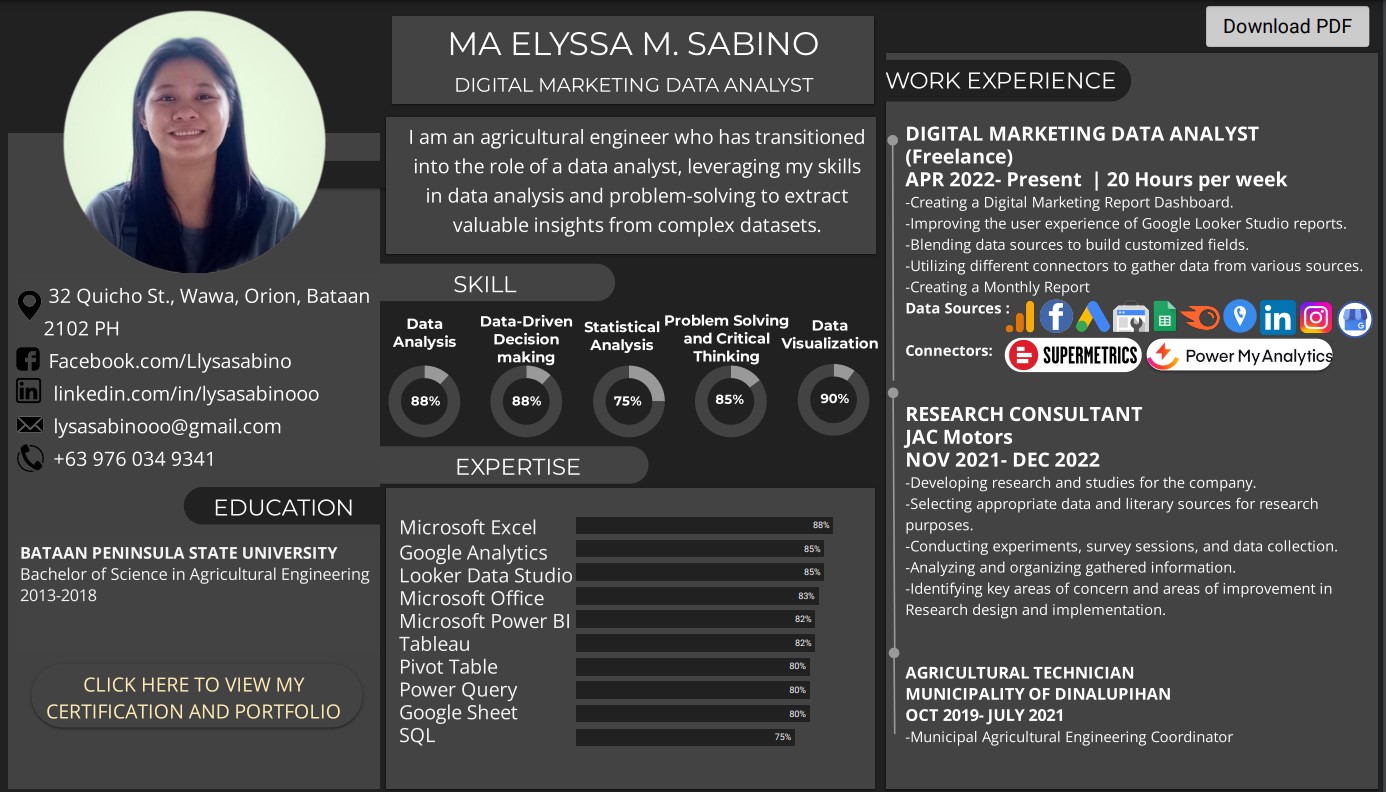 Download PDF
MA ELYSSA M. SABINO
DIGITAL MARKETING DATA ANALYST
I am an agricultural engineer who has transitioned
into the role of a data analyst, leveraging my skills
in data analysis and problem-solving to extract
valuable insights from complex datasets.
32 Quicho St., Wawa, Orion, Bataan
2102 PH
Facebook.com/Llysasabino
linkedin.com/in/lysasabinooo
lysasabinooo@gmail.com
+63 976 034 9341
EDUCATION
BATAAN PENINSULA STATE UNIVERSITY
Bachelor of Science in Agricultural Engineering
2013-2018
CLICK HERE TO VIEW MY
CERTIFICATION AND PORTFOLIO
SKILL
Data
Analysis
88%
Data-Driven
Decision
making
88%
Statistical
Analysis
75%
Problem Solving
and Critical
Thinking
85%
Data
Visualization
90%
EXPERTISE
Microsoft Excel 88%
Google Analytics 85%
Looker Data Studio 85%
Microsoft Office 83%
Microsoft Power BI 82%
Tableau 82%
Pivot Table 80%
Power Query 80%
Google Sheet 80%
SQL 75%
WORK EXPERIENCE
DIGITAL MARKETING DATA ANALYST
(Freelance)
APR 2022- Present | 20 Hours per week
-Creating a Digital Marketing Report Dashboard.
-Improving the user experience of Google Looker Studio reports.
-Blending data sources to build customized fields.
-Utilizing different connectors to gather data from various sources.
-Creating a Monthly Report
Data Sources :
Connectors: SUPERMETRICS Power My Analytics
RESEARCH CONSULTANT
JAC Motors
NOV 2021- DEC 2022
-Developing research and studies for the company.
-Selecting appropriate data and literary sources for research
purposes.
-Conducting experiments, survey sessions, and data collection.
-Analyzing and organizing gathered information.
-Identifying key areas of concern and areas of improvement in
Research design and implementation.
AGRICULTURAL TECHNICIAN
MUNICIPALITY OF DINALUPIHAN
OCT 2019- JULY 2021
-Municipal Agricultural Engineering Coordinator